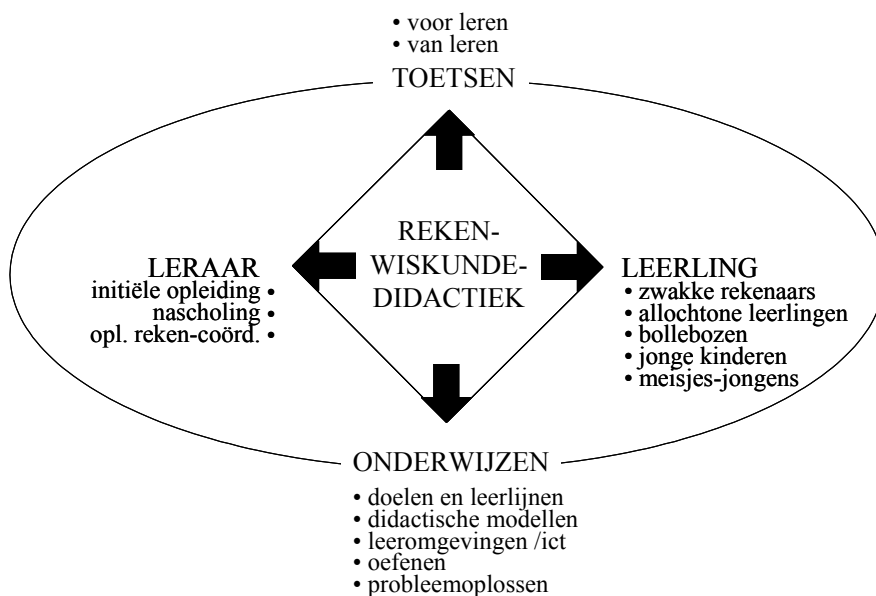 • voor leren
• van leren
TOETSEN
REKEN-
WISKUNDE-
DIDACTIEK
LERAAR
initiële opleiding •
nascholing •
opl. reken-coörd. •
LEERLING
• zwakke rekenaars
• allochtone leerlingen
• bollebozen
• jonge kinderen
• meisjes-jongens
ONDERWIJZEN
• doelen en leerlijnen
• didactische modellen
• leeromgevingen /ict
• oefenen
• probleemoplossen